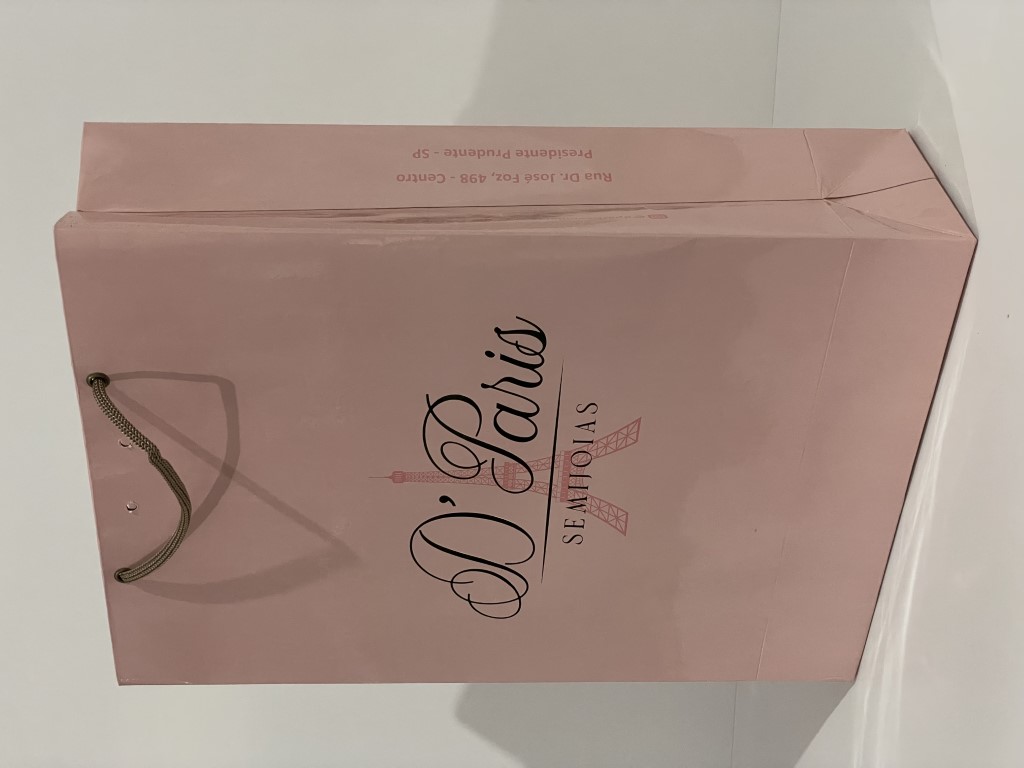 O' Paris
SEMIJOIAS
Rua Dr. José Foz, 498 - Centro
Presidente Prudente - SP